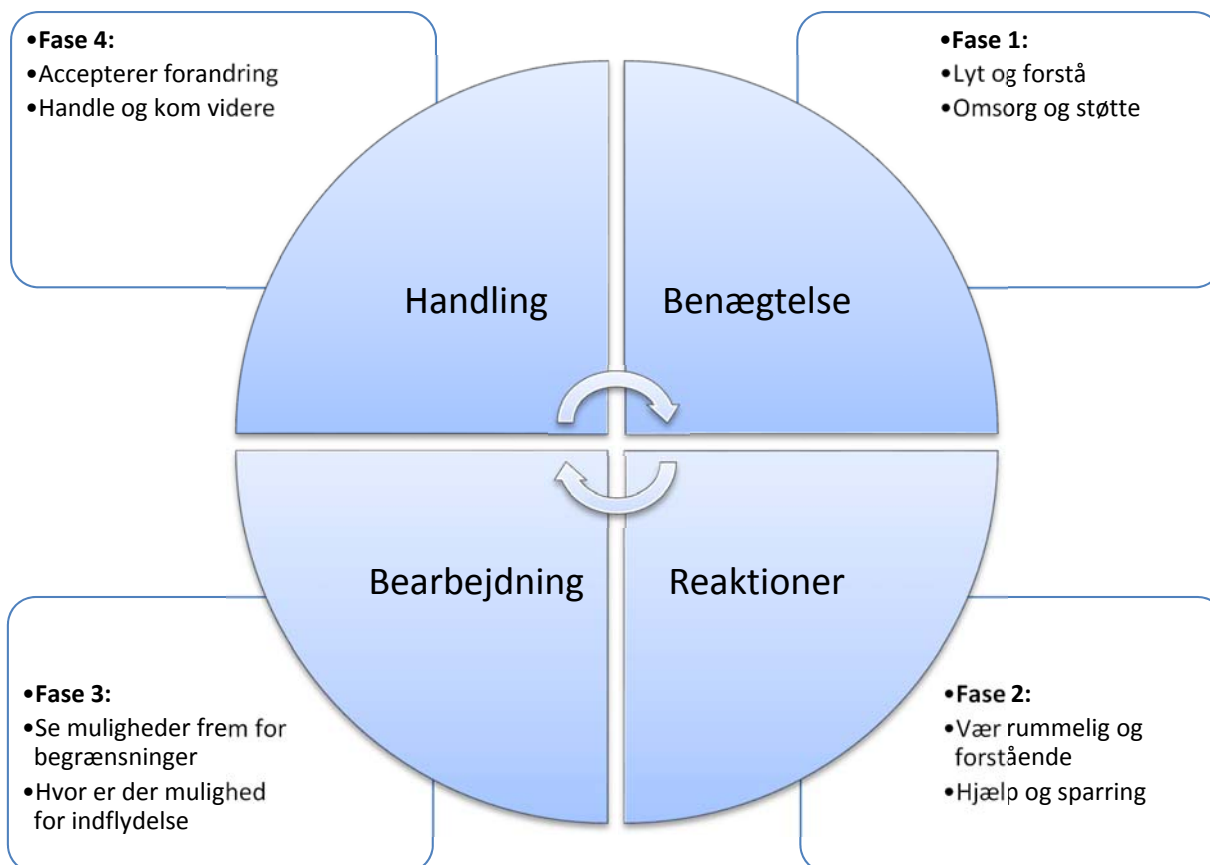 •Fase 4:
•Accepterer forandring
•Handle og kom videre
•Fase 1:
•Lyt og forstå
•Omsorg og støtte
Handling
Benægtelse
Bearbejdning
Reaktioner
•Fase 3:
•Se muligheder frem for
begrænsninger
•Hvor er der mulighed
for indflydelse
•Fase 2:
•Vær rummelig og
forstående
•Hjælp og sparring